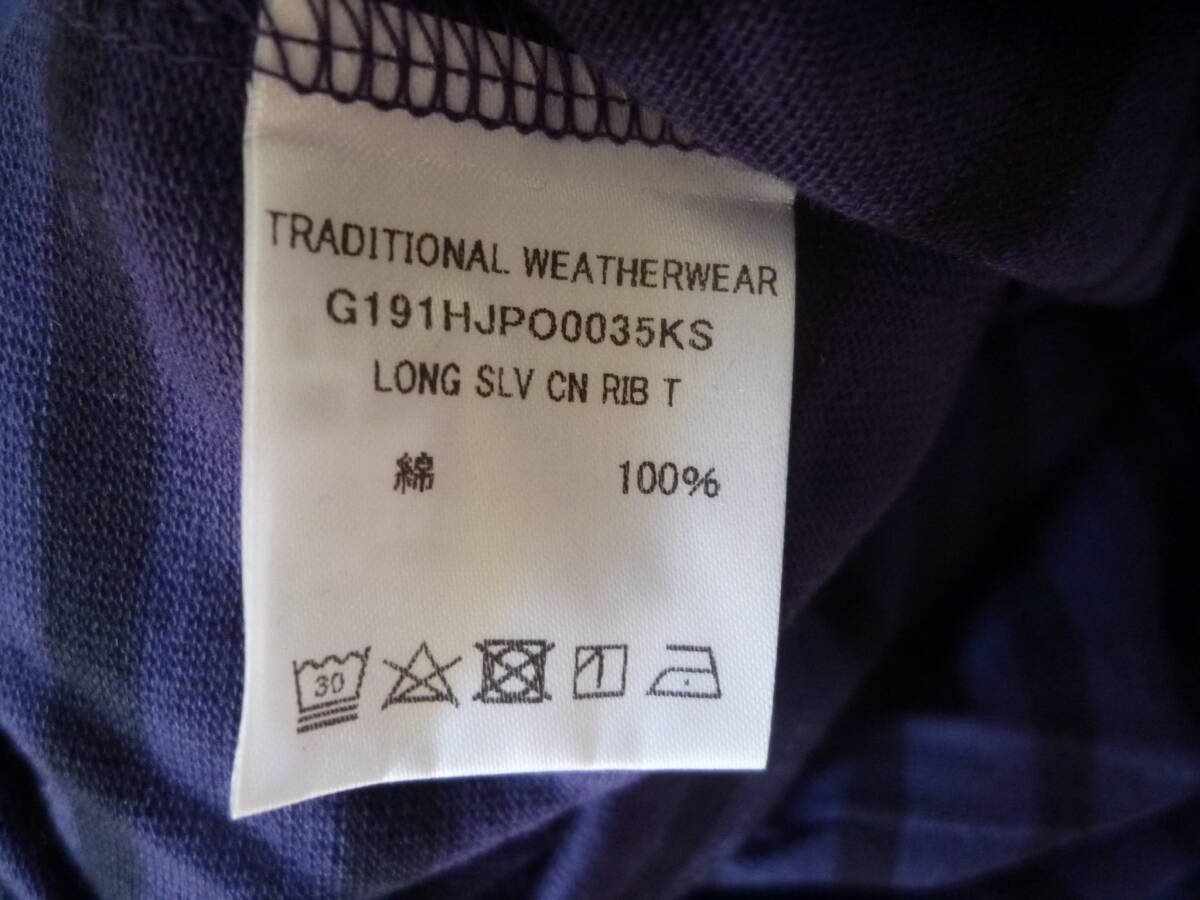 TRADITIONAL WEATHERWEAR
G191HJPO0035KS
LONG SLV CN RIB T
綿 100%
30